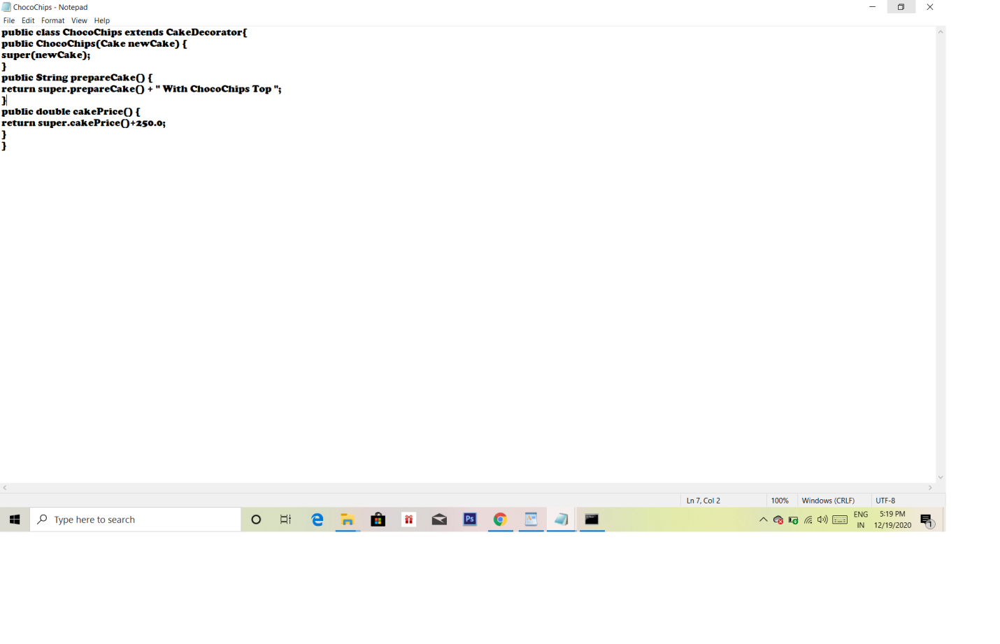 ChocoChips - Notepad
File Edit Format View Help
public class ChocoChips extends CakeDecorator{
public ChocoChips(Cake newCake) {
super(newCake);
}
public String prepareCake() {
return super.prepareCake() + " With ChocoChips Top ";
}
public double cakePrice() {
return super.cakePrice()+250.0;
}
}
Ln 7, Col 2 100% Windows (CRLF) UTF-8
Type here to search
Ps
ENG
IN
5:19 PM
12/19/2020
1